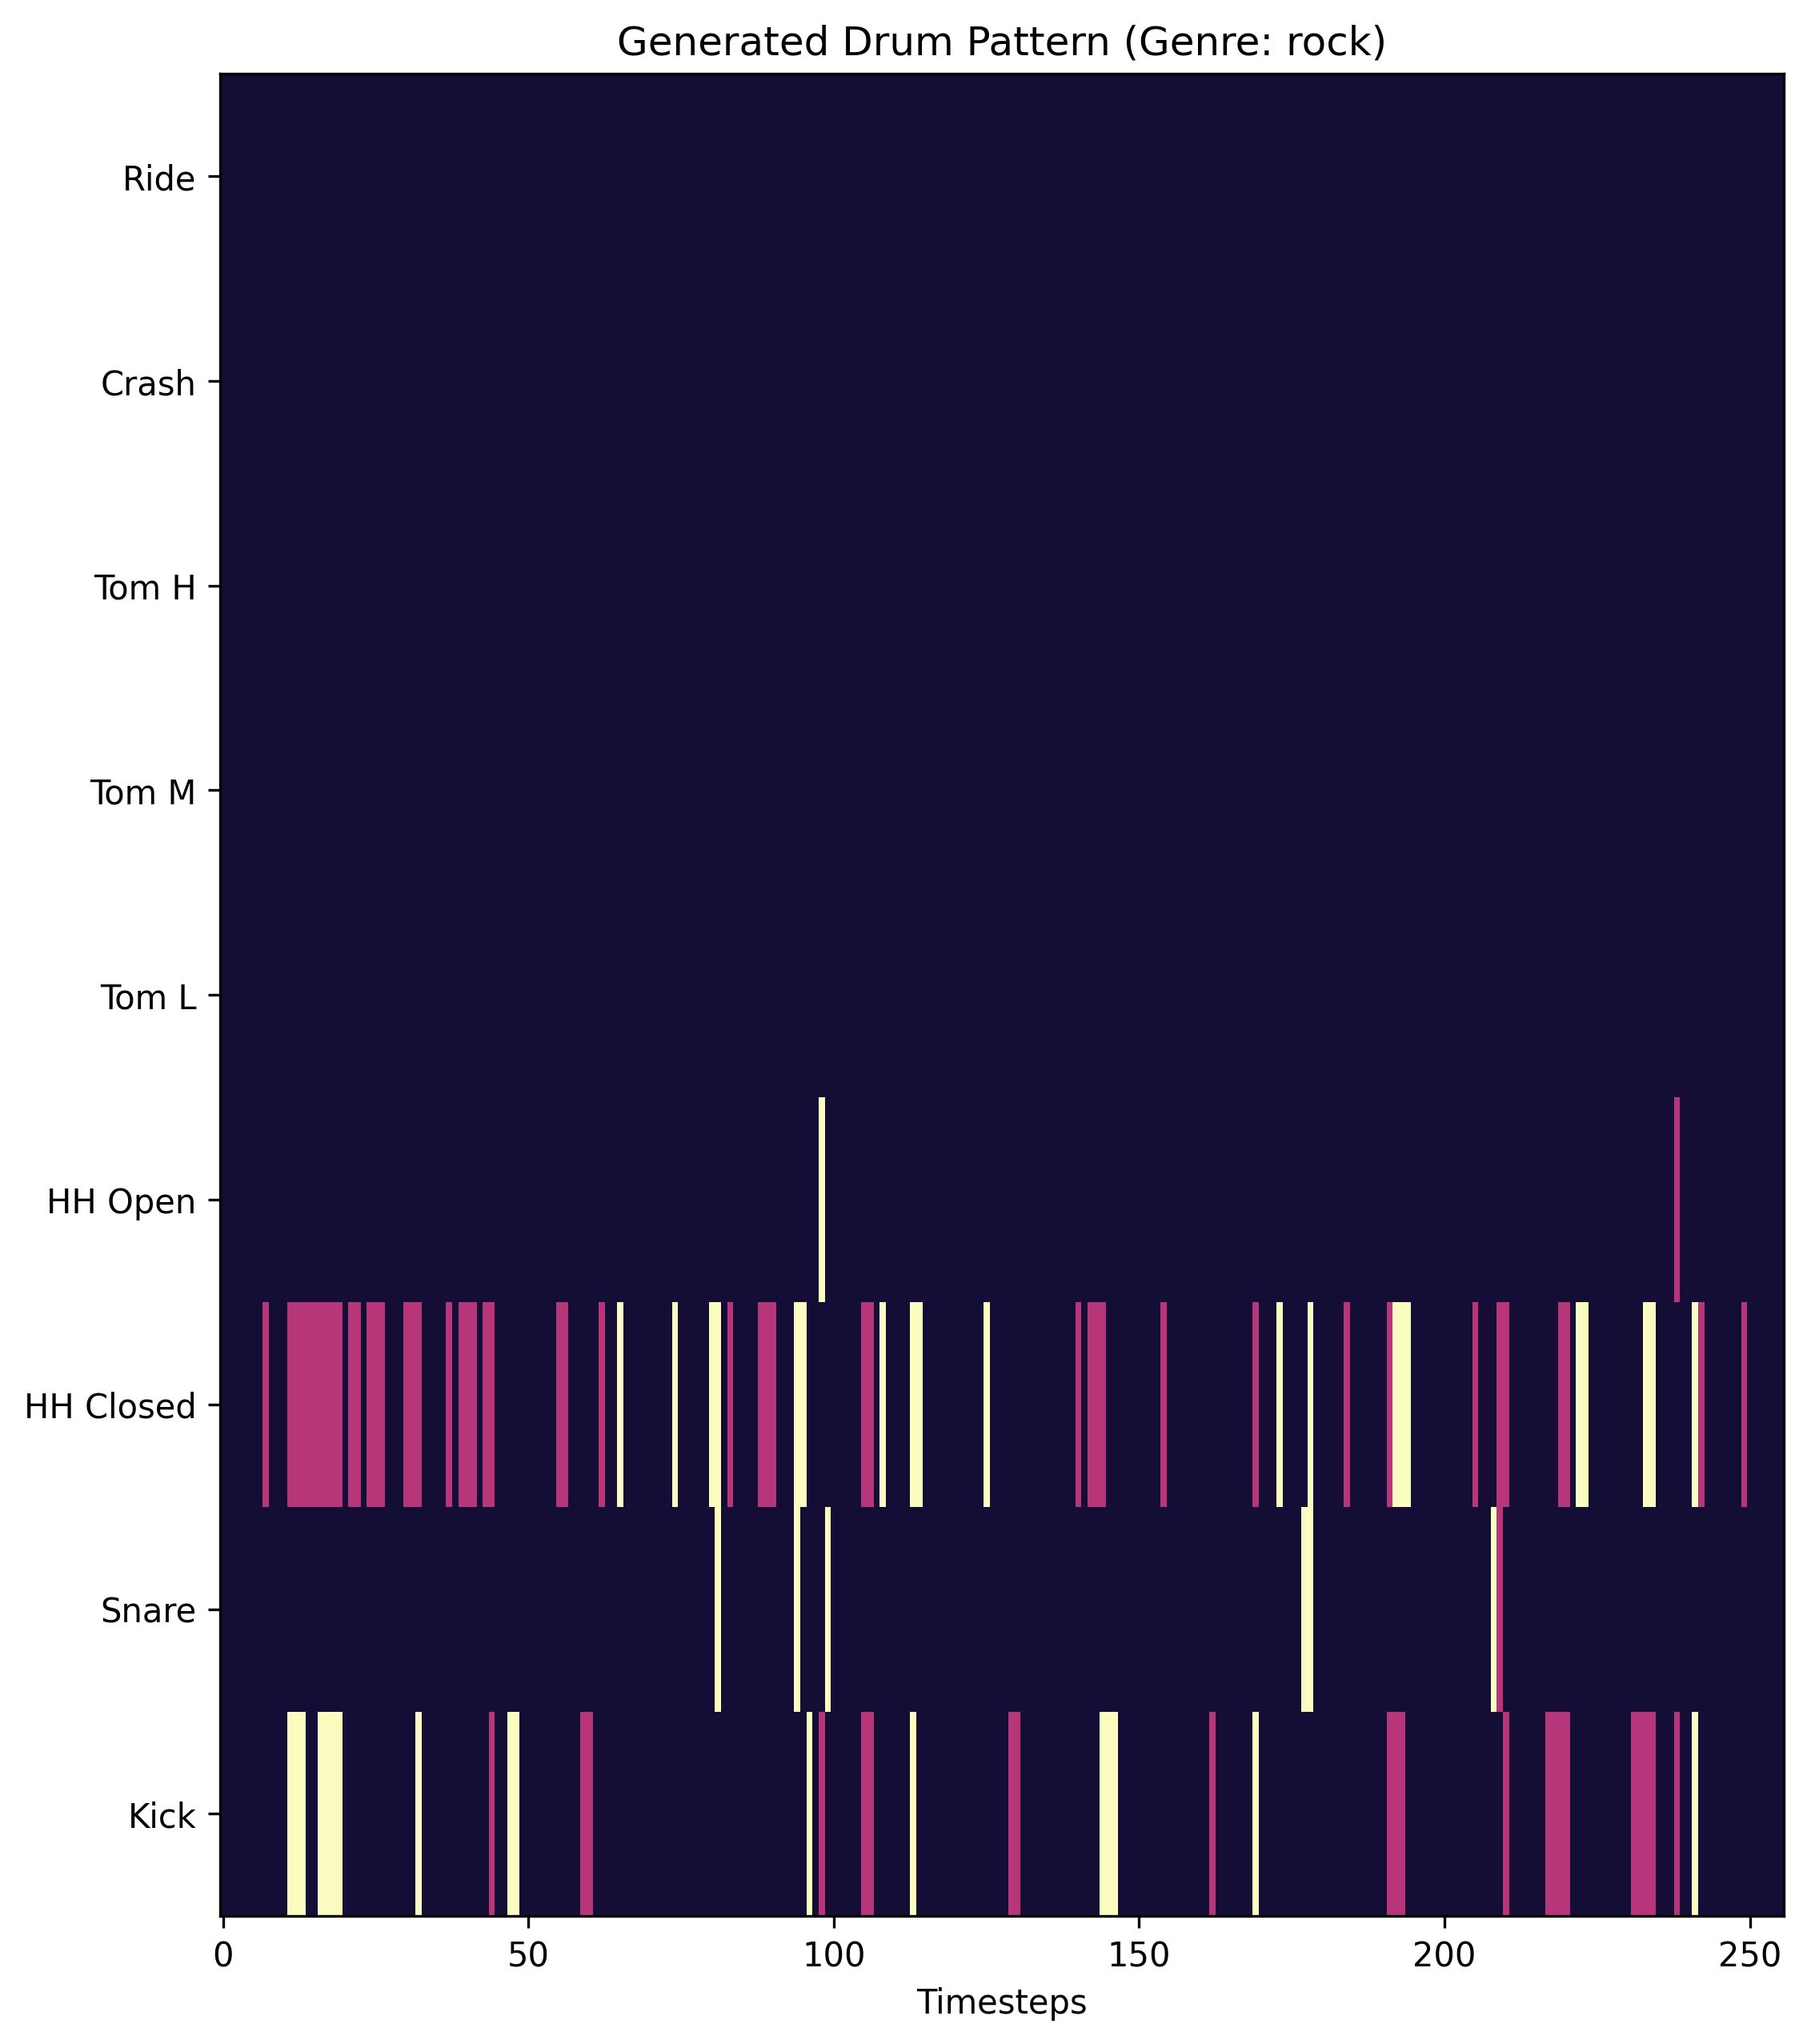 Generated Drum Pattern (Genre: rock)
Ride
Crash
Tom H
Tom M
Tom L
HH Open
HH Closed
Snare
Kick
0 50 100 150 200 250
Timesteps